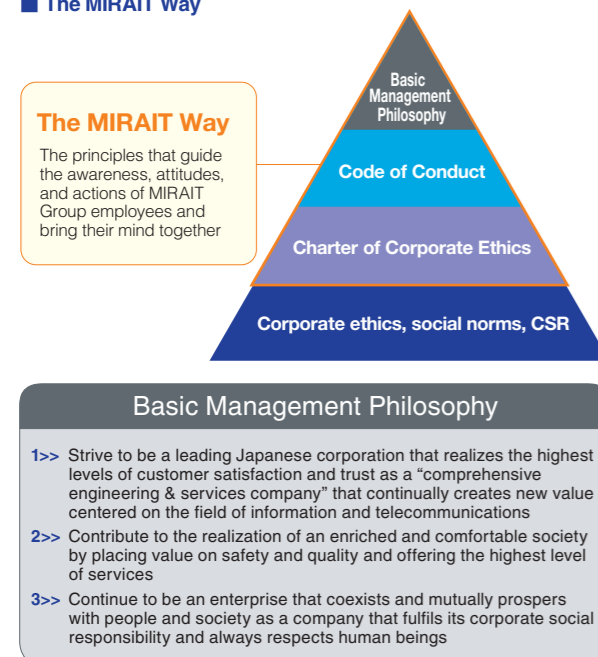 The MIRAIT Way
Basic
Management
Philosophy
The MIRAIT Way
The principles that guide
the awareness, attitudes,
and actions of MIRAIT
Group employees and
bring their mind together
Code of Conduct
Charter of Corporate Ethics
Corporate ethics, social norms, CSR
Basic Management Philosophy
1>> Strive to be a leading Japanese corporation that realizes the highest
levels of customer satisfaction and trust as a “comprehensive
engineering & services company” that continually creates new value
centered on the field of information and telecommunications
2>> Contribute to the realization of an enriched and comfortable society
by placing value on safety and quality and offering the highest level
of services
3>> Continue to be an enterprise that coexists and mutually prospers
with people and society as a company that fulfils its corporate social
responsibility and always respects human beings